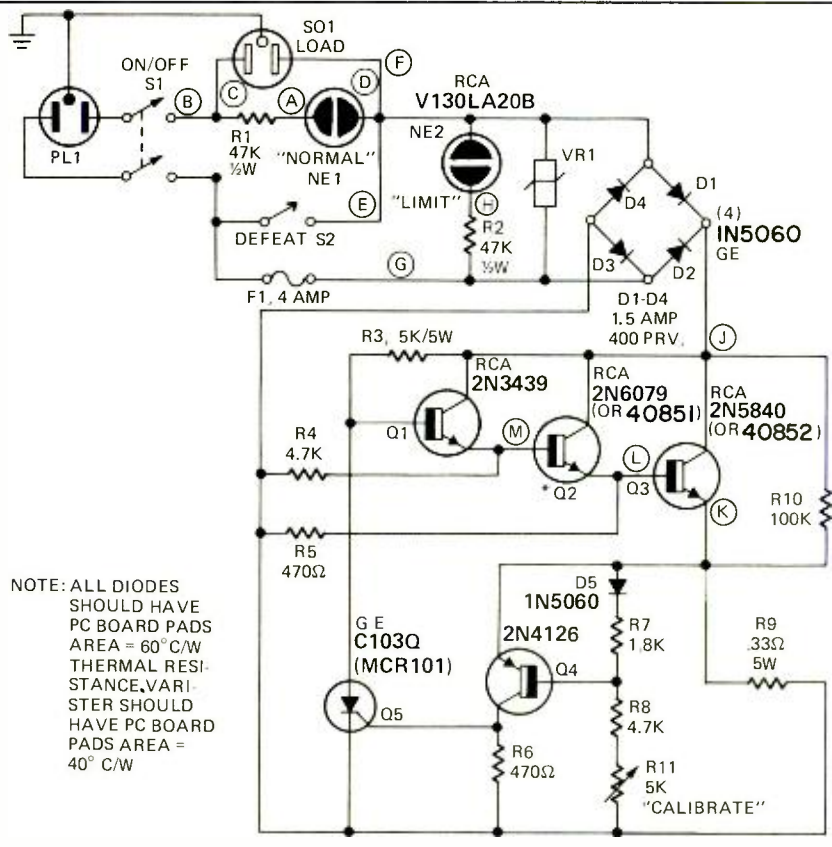 SO1
LOAD
ON/OFF
S1
F
D
C
B
A
RCA
V130LA20B
PL1
R1
47K
½W
"NORMAL"
NE1
NE2
VR1
D4
D1
(4)
1N5060
GE
"LIMIT"
H
E
R2
47K
½W
DEFEAT S2
D3
D2
G
F1, 4 AMP
D1-D4
1.5 AMP
400 PRV.
J
R3, 5K/5W
RCA
2N3439
RCA
2N6079
(OR 40851)
RCA
2N5840
(OR 40852)
Q1
M
R4
4.7K
L
Q2
Q3
K
R10
100K
R5
470Ω
NOTE: ALL DIODES
SHOULD HAVE
PC BOARD PADS
AREA = 60°C/W
THERMAL RESI-
STANCE. VARI-
STER SHOULD
HAVE PC BOARD
PADS AREA =
40° C/W
D5
1N5060
GE
C103Q
(MCR101)
2N4126
R7
1.8K
R9
.33Ω
5W
Q4
Q5
R8
4.7K
R6
470Ω
R11
5K
"CALIBRATE"